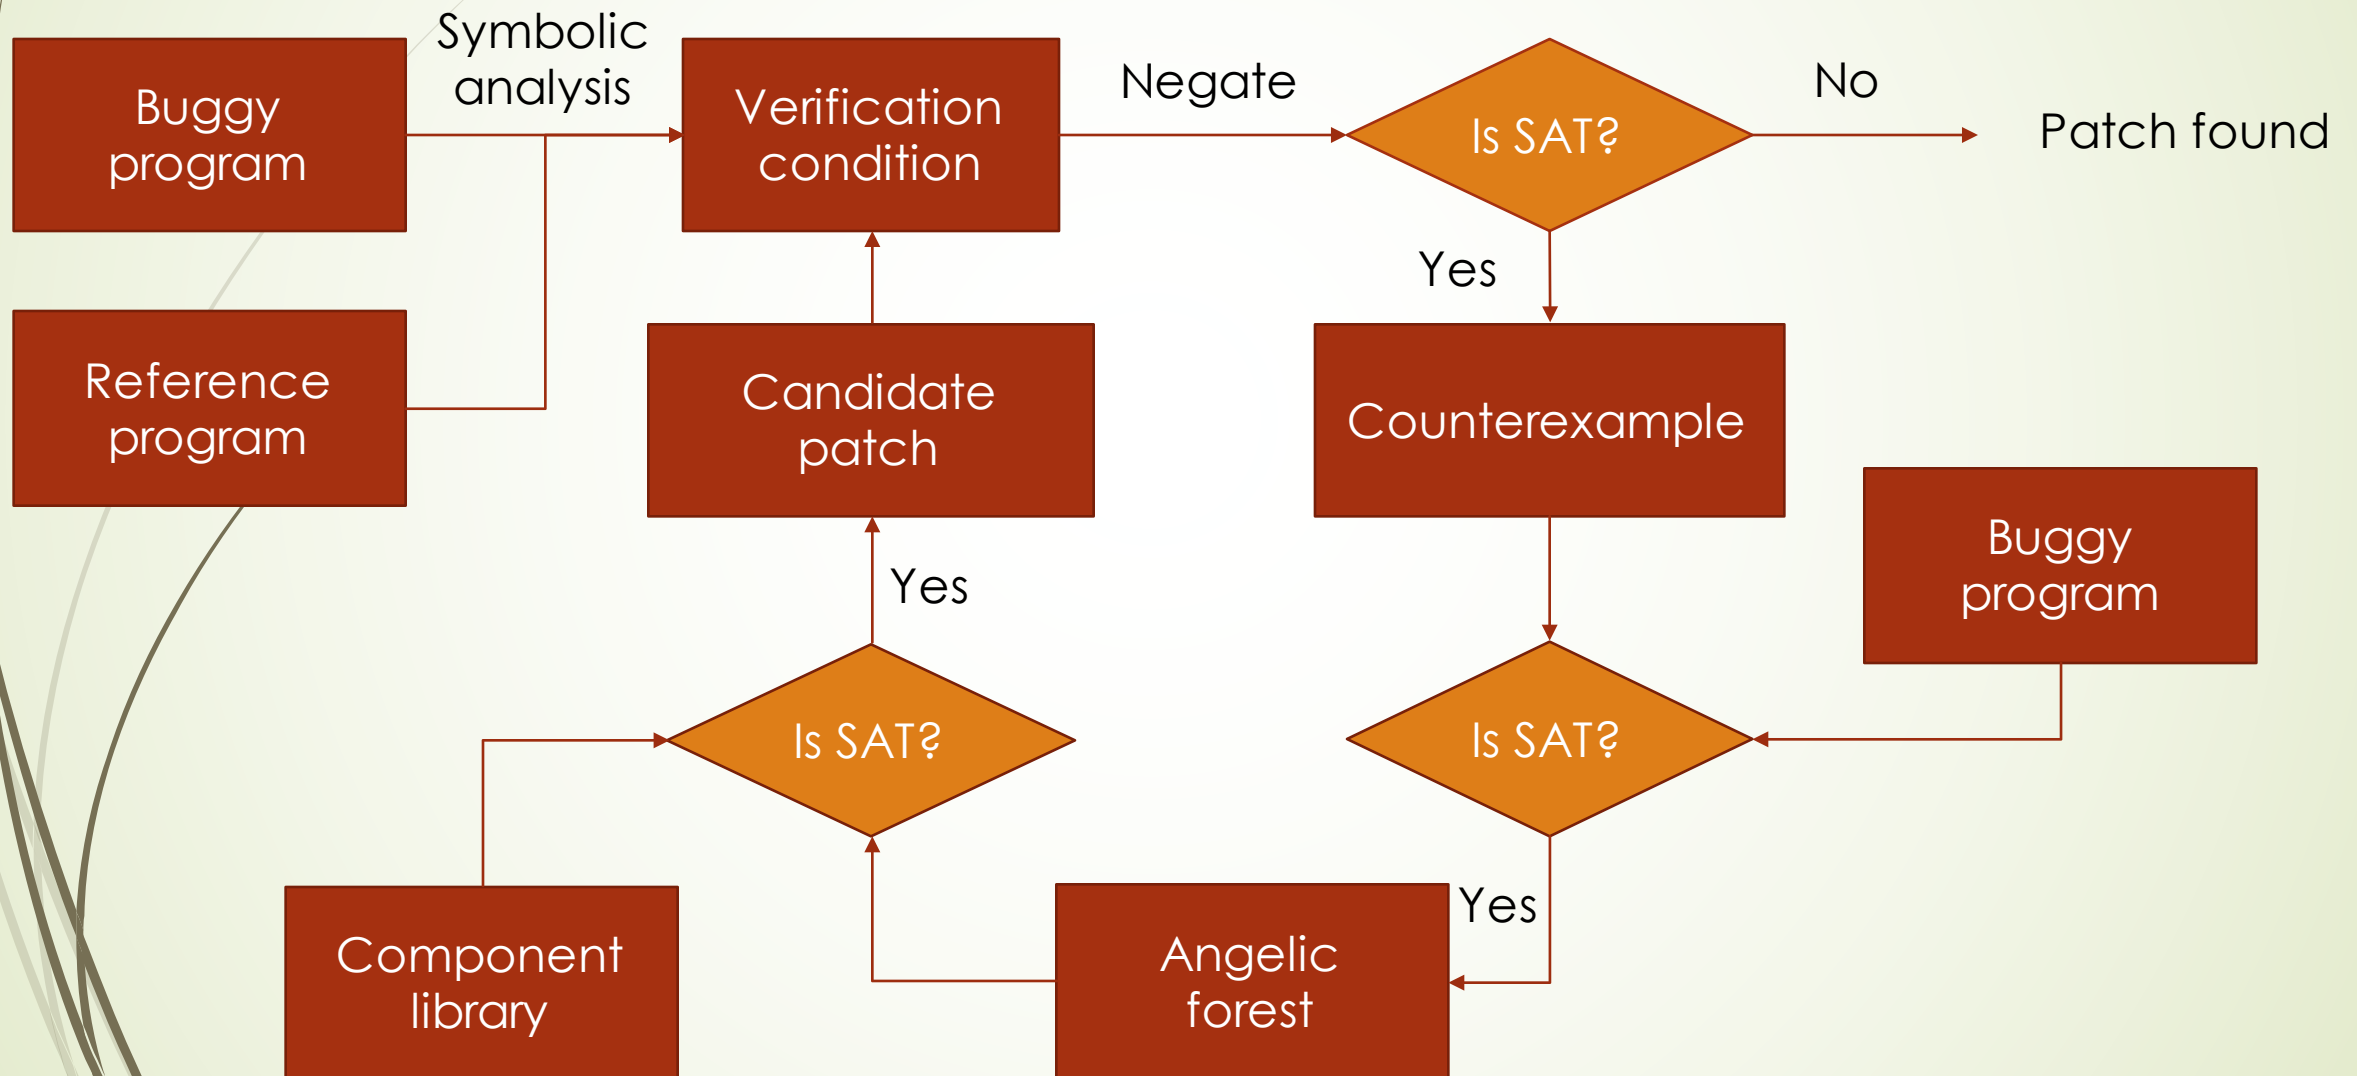 Symbolic
analysis
Buggy
program
Verification
condition
Negate
Is SAT?
No
Patch found
Yes
Reference
program
Candidate
patch
Counterexample
Buggy
program
Yes
Is SAT?
Is SAT?
Yes
Component
library
Angelic
forest